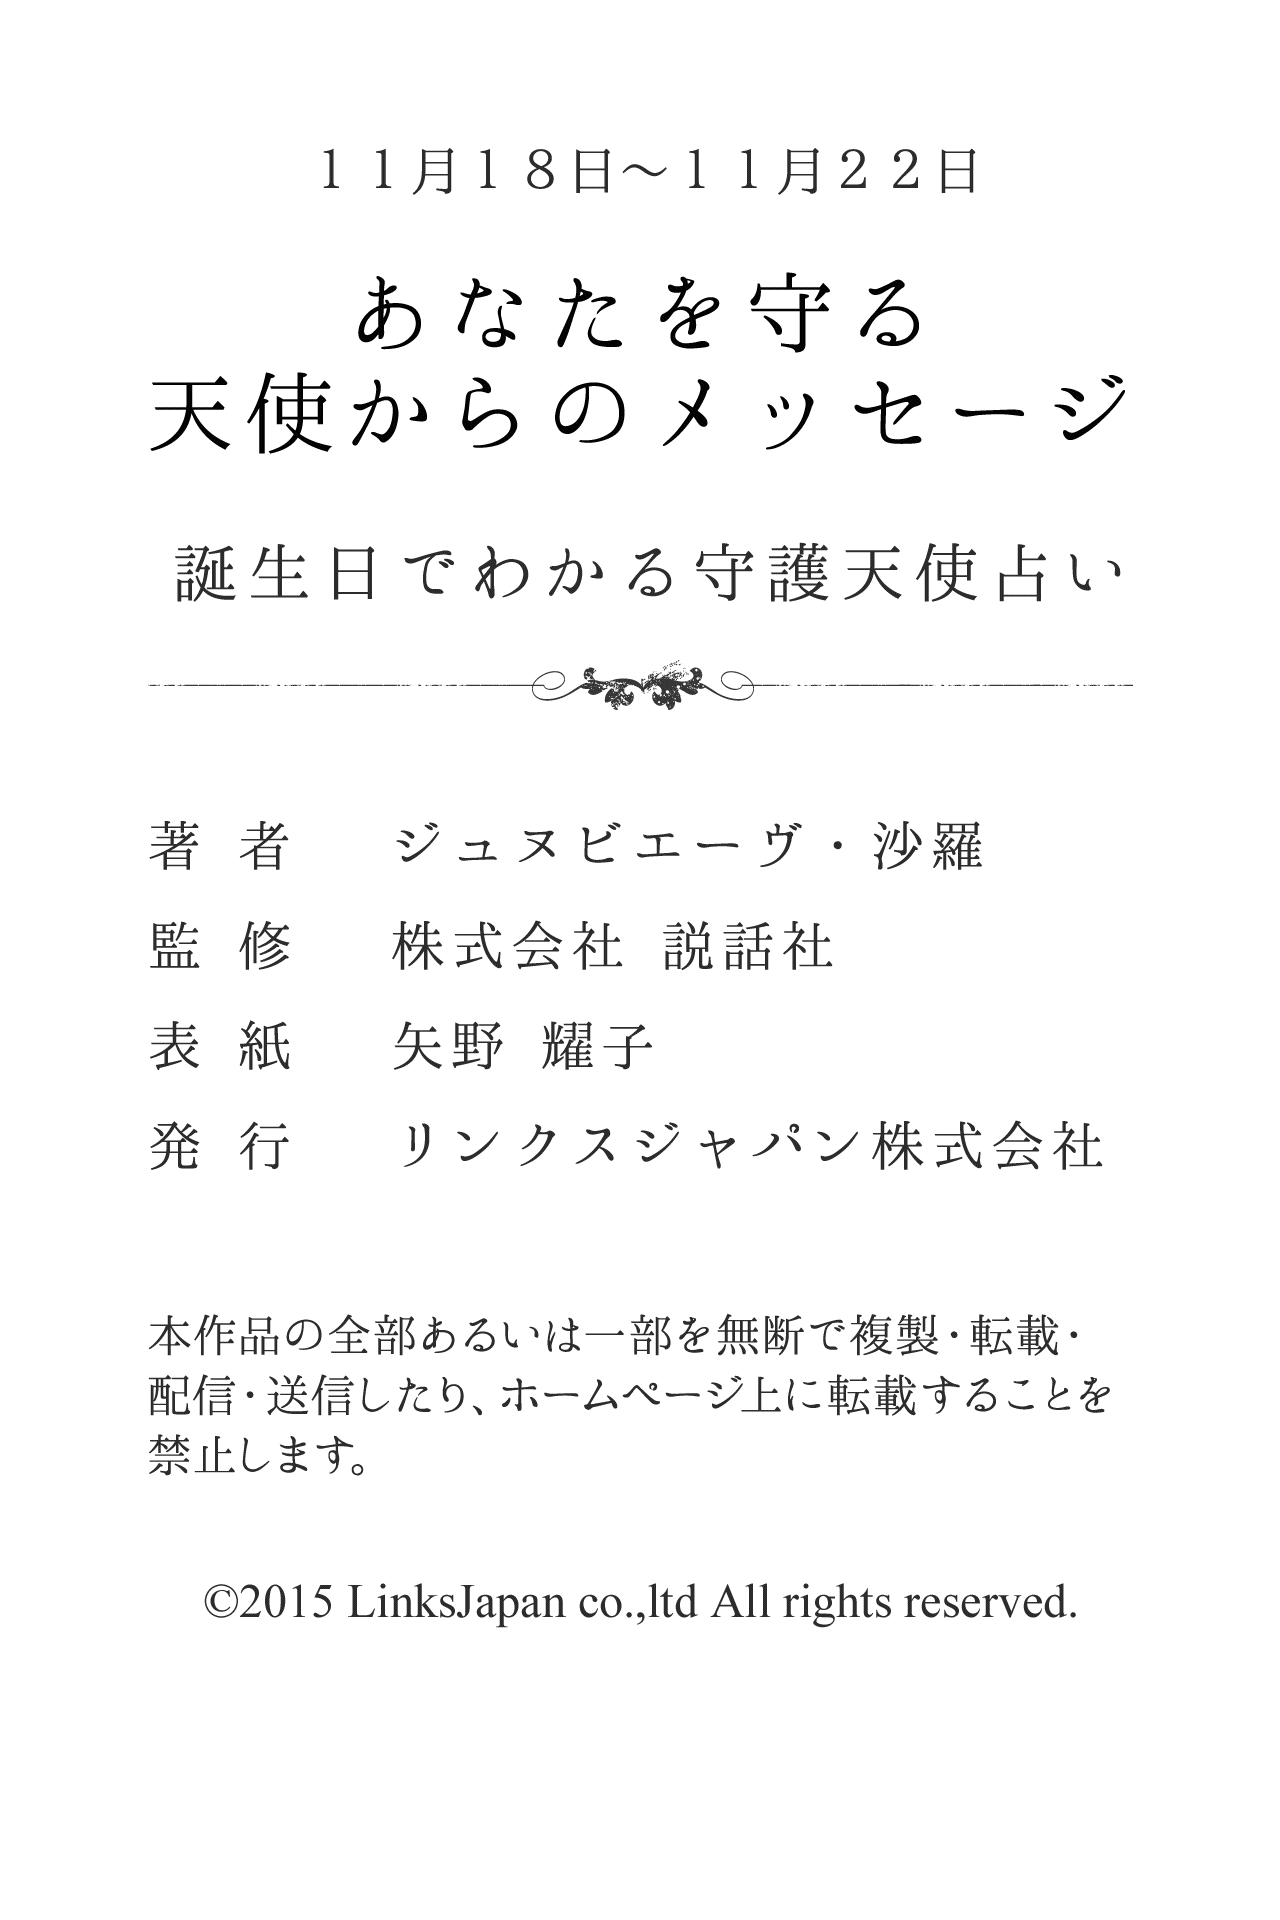 １１月１８日～１１月２２日
あなたを守る
天使からのメッセージ
誕生日でわかる守護天使占い
著 者 ジュヌビエーヴ・沙羅
監 修 株式会社 説話社
表 紙 矢野 耀子
発 行 リンクスジャパン株式会社
本作品の全部あるいは一部を無断で複製・転載・
配信・送信したり、ホームページ上に転載することを
禁止します。
©2015 LinksJapan co.,ltd All rights reserved.